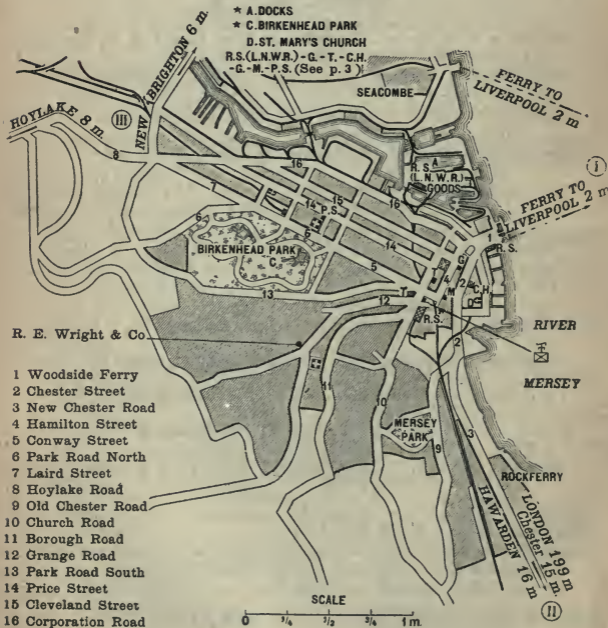 * A. DOCKS
* C. BIRKENHEAD PARK
D. ST. MARY'S CHURCH
R.S. (L.N.W.R.) - G. - T. - C.H.
-G.-M.-P.S. (See p. 3)
SEACOMBE
FERRY TO
LIVERPOOL 2 m
NEW BRIGHTON 6 m.
III
HOYLAKE 8 m.
8
7
16
15
14
P.S.
16
R.S. A
(L.N.W.R.)
GOODS
I
FERRY TO
LIVERPOOL 2 m
1
R.S.
6
BIRKENHEAD PARK
C
6
5
14
G
4
2
M
C.H.
D
13
T
12
R.S.
2
RIVER
MERSEY
R. E. Wright & Co
11
10
MERSEY
PARK
9
3
ROCKFERRY
HAWARDEN 16 m
LONDON 199 m
Chester 15 m.
II
1 Woodside Ferry
2 Chester Street
3 New Chester Road
4 Hamilton Street
5 Conway Street
6 Park Road North
7 Laird Street
8 Hoylake Road
9 Old Chester Road
10 Church Road
11 Borough Road
12 Grange Road
13 Park Road South
14 Price Street
15 Cleveland Street
16 Corporation Road
SCALE
0 1/4 1/2 3/4 1 m.